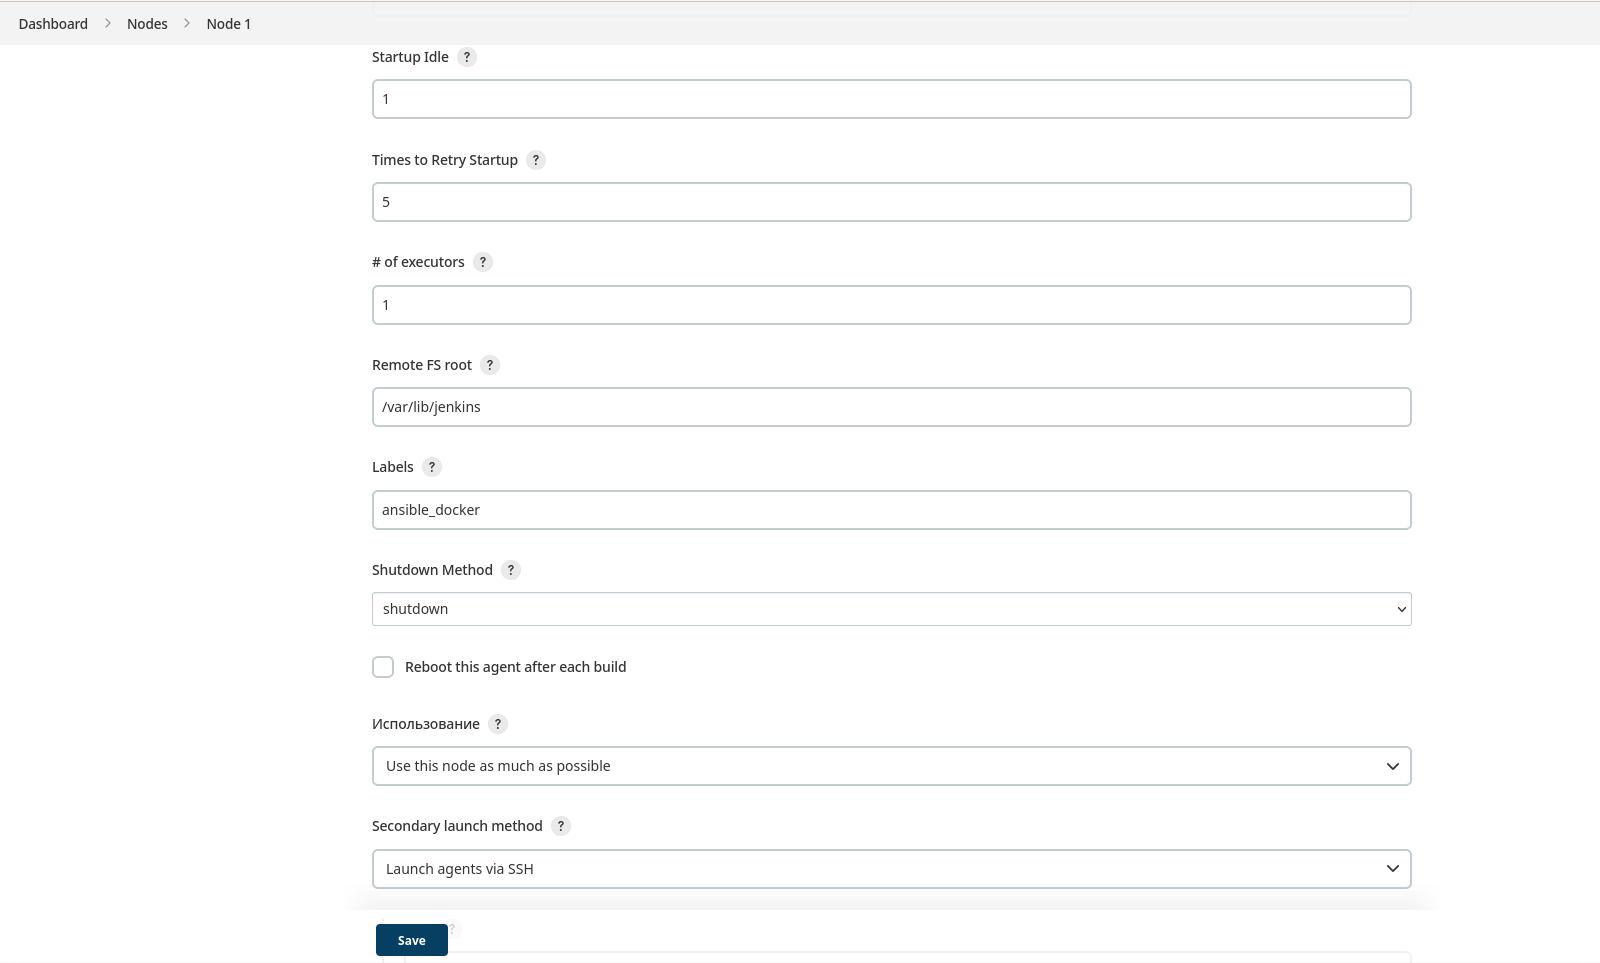 Dashboard > Nodes > Node 1
Startup Idle ?
1
Times to Retry Startup ?
5
# of executors ?
1
Remote FS root ?
/var/lib/jenkins
Labels ?
ansible_docker
Shutdown Method ?
shutdown
Reboot this agent after each build
Использование ?
Use this node as much as possible
Secondary launch method ?
Launch agents via SSH
?
Save